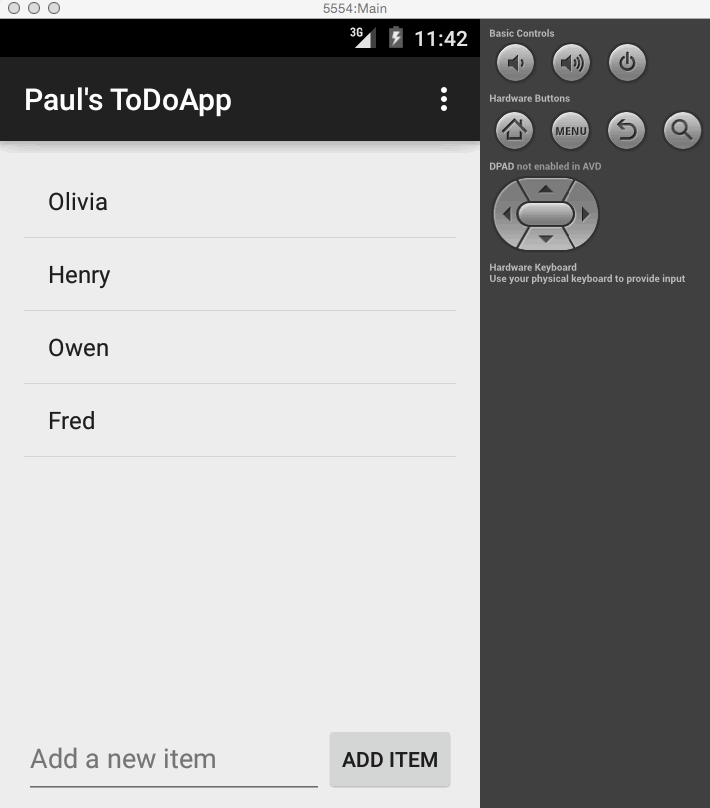 5554:Main
3G 11:42
Paul's ToDoApp
Olivia
Henry
Owen
Fred
Add a new item
ADD ITEM
Basic Controls
Hardware Buttons
MENU
DPAD not enabled in AVD
Hardware Keyboard
Use your physical keyboard to provide input